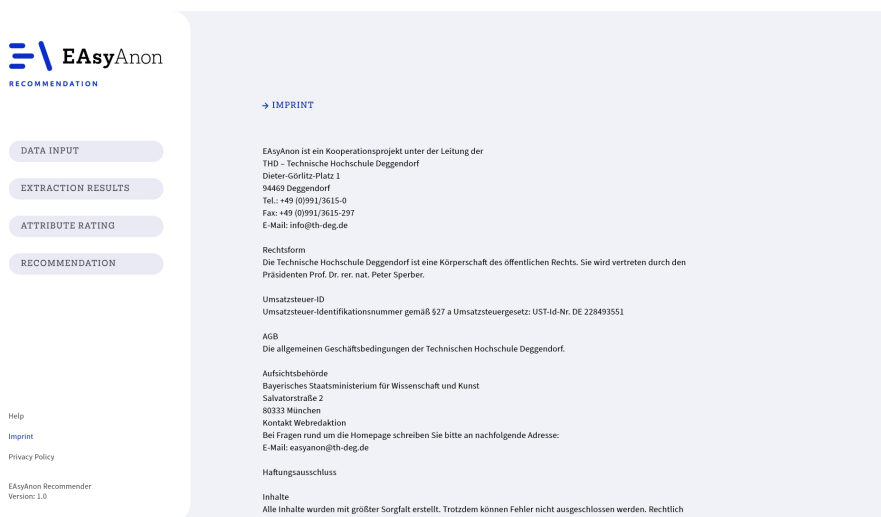 EAsyAnon
RECOMMENDATION
DATA INPUT
EXTRACTION RESULTS
ATTRIBUTE RATING
RECOMMENDATION
Help
Imprint
Privacy Policy
EAsyAnon Recommender
Version: 1.0
→ IMPRINT
EAsyAnon ist ein Kooperationsprojekt unter der Leitung der
THD – Technische Hochschule Deggendorf
Dieter-Görlitz-Platz 1
94469 Deggendorf
Tel.: +49 (0)991/3615-0
Fax: +49 (0)991/3615-297
E-Mail: info@th-deg.de
Rechtsform
Die Technische Hochschule Deggendorf ist eine Körperschaft des öffentlichen Rechts. Sie wird vertreten durch den
Präsidenten Prof. Dr. rer. nat. Peter Sperber.
Umsatzsteuer-ID
Umsatzsteuer-Identifikationsnummer gemäß §27 a Umsatzsteuergesetz: UST-Id-Nr. DE 228493551
AGB
Die allgemeinen Geschäftsbedingungen der Technischen Hochschule Deggendorf.
Aufsichtsbehörde
Bayerisches Staatsministerium für Wissenschaft und Kunst
Salvatorstraße 2
80333 München
Kontakt Webredaktion
Bei Fragen rund um die Homepage schreiben Sie bitte an nachfolgende Adresse:
E-Mail: easyanon@th-deg.de
Haftungsausschluss
Inhalte
Alle Inhalte wurden mit größter Sorgfalt erstellt. Trotzdem können Fehler nicht ausgeschlossen werden. Rechtlich